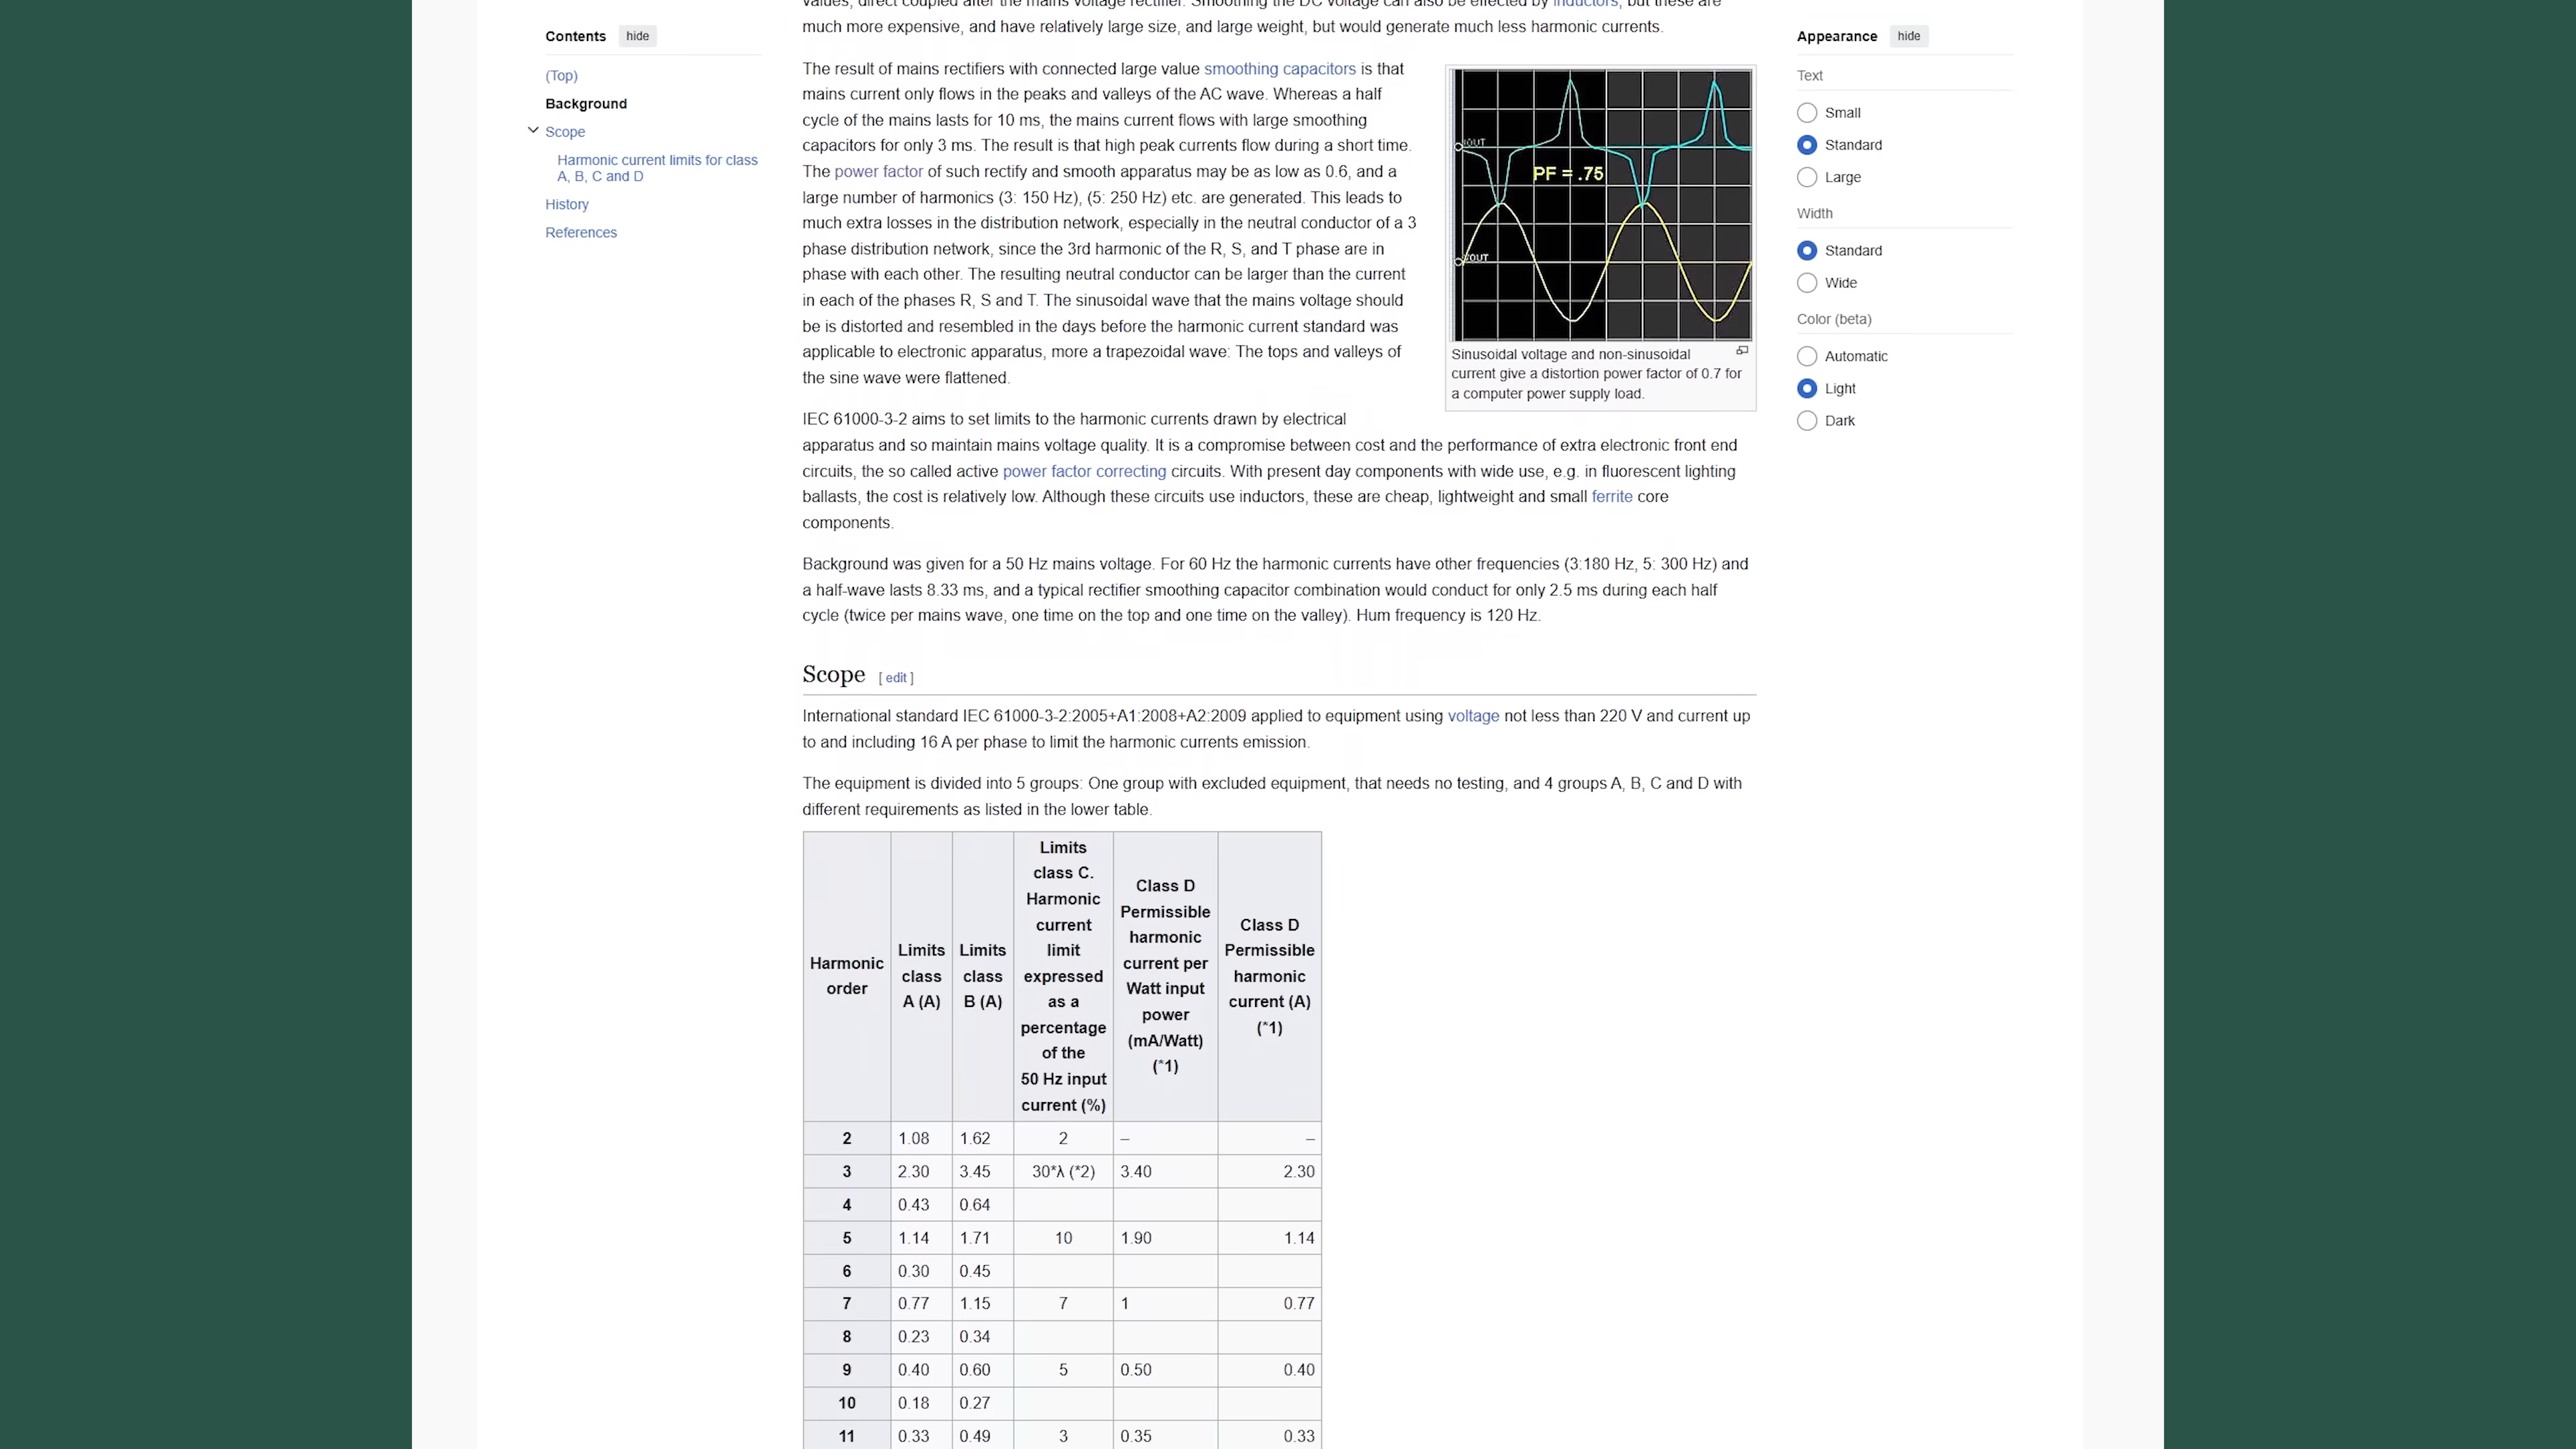 Contents hide
(Top)
Background
Scope
Harmonic current limits for class
A, B, C and D
History
References
much more expensive, and have relatively large size, and large weight, but would generate much less harmonic currents.
The result of mains rectifiers with connected large value smoothing capacitors is that
mains current only flows in the peaks and valleys of the AC wave. Whereas a half
cycle of the mains lasts for 10 ms, the mains current flows with large smoothing
capacitors for only 3 ms. The result is that high peak currents flow during a short time.
The power factor of such rectify and smooth apparatus may be as low as 0.6, and a
large number of harmonics (3: 150 Hz), (5: 250 Hz) etc. are generated. This leads to
much extra losses in the distribution network, especially in the neutral conductor of a 3
phase distribution network, since the 3rd harmonic of the R, S, and T phase are in
phase with each other. The resulting neutral conductor can be larger than the current
in each of the phases R, S and T. The sinusoidal wave that the mains voltage should
be is distorted and resembled in the days before the harmonic current standard was
applicable to electronic apparatus, more a trapezoidal wave: The tops and valleys of
the sine wave were flattened.
PF = .75
Sinusoidal voltage and non-sinusoidal
current give a distortion power factor of 0.7 for
a computer power supply load.
IEC 61000-3-2 aims to set limits to the harmonic currents drawn by electrical
apparatus and so maintain mains voltage quality. It is a compromise between cost and the performance of extra electronic front end
circuits, the so called active power factor correcting circuits. With present day components with wide use, e.g. in fluorescent lighting
ballasts, the cost is relatively low. Although these circuits use inductors, these are cheap, lightweight and small ferrite core
components.
Background was given for a 50 Hz mains voltage. For 60 Hz the harmonic currents have other frequencies (3:180 Hz, 5: 300 Hz) and
a half-wave lasts 8.33 ms, and a typical rectifier smoothing capacitor combination would conduct for only 2.5 ms during each half
cycle (twice per mains wave, one time on the top and one time on the valley). Hum frequency is 120 Hz.
Scope [ edit ]
International standard IEC 61000-3-2:2005+A1:2008+A2:2009 applied to equipment using voltage not less than 220 V and current up
to and including 16 A per phase to limit the harmonic currents emission.
The equipment is divided into 5 groups: One group with excluded equipment, that needs no testing, and 4 groups A, B, C and D with
different requirements as listed in the lower table.
Harmonic
order
Limits
class
A (A)
Limits
class
B (A)
Limits
class C.
Harmonic
current
limit
expressed
as a
percentage
of the
50 Hz input
current (%)
Class D
Permissible
harmonic
current per
Watt input
power
(mA/Watt)
(*1)
Class D
Permissible
harmonic
current (A)
(*1)
2 1.08 1.62 2 – –
3 2.30 3.45 30*λ (*2) 3.40 2.30
4 0.43 0.64
5 1.14 1.71 10 1.90 1.14
6 0.30 0.45
7 0.77 1.15 7 1 0.77
8 0.23 0.34
9 0.40 0.60 5 0.50 0.40
10 0.18 0.27
11 0.33 0.49 3 0.35 0.33
Appearance hide
Text
Small
Standard
Large
Width
Standard
Wide
Color (beta)
Automatic
Light
Dark